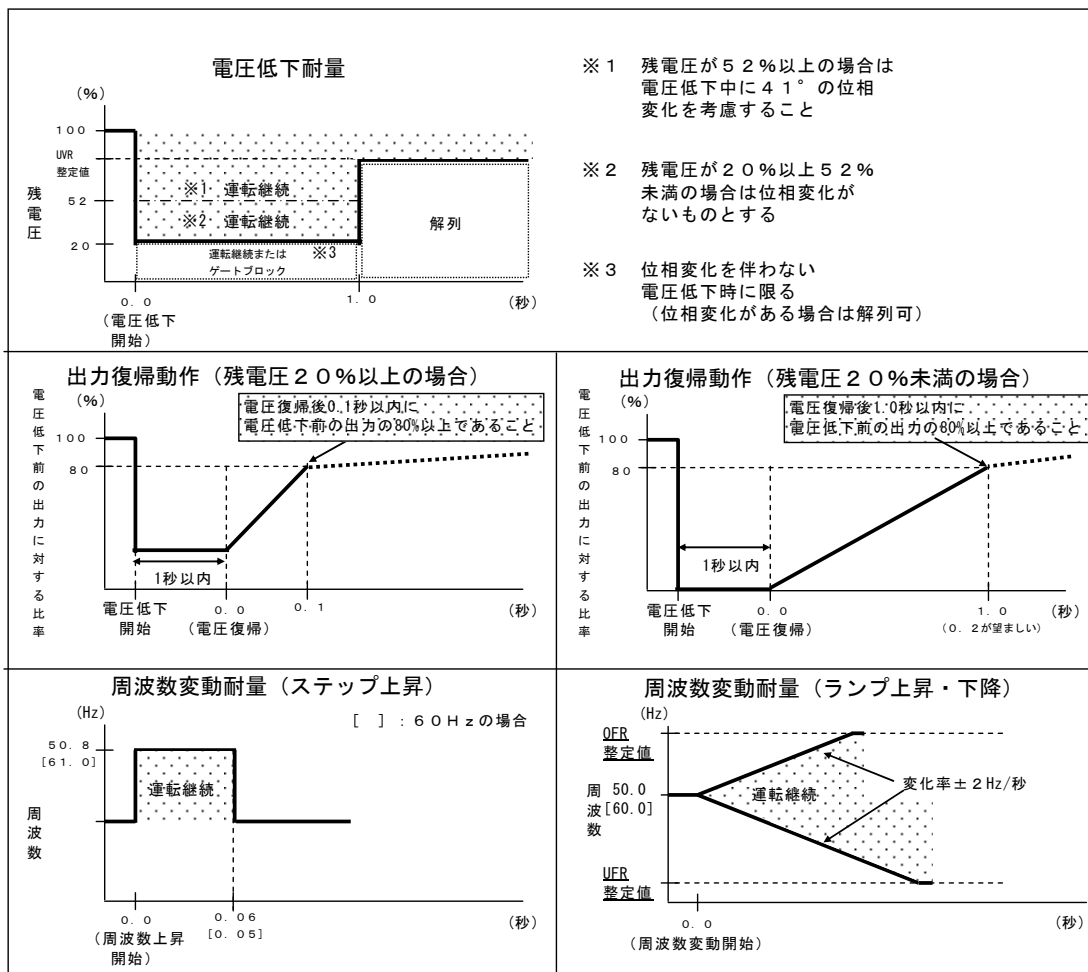 電圧低下耐量
(%)
100
UVR
整定値
52
20
残電圧
※1 運転継続
※2 運転継続
運転継続または
ゲートブロック
※3
解列
0.0
(電圧低下
開始)
1.0
(秒)
※1 残電圧が52%以上の場合は
電圧低下中に41°の位相
変化を考慮すること
※2 残電圧が20%以上52%
未満の場合は位相変化が
ないものとする
※3 位相変化を伴わない
電圧低下時に限る
(位相変化がある場合は解列可)
出力復帰動作(残電圧20%以上の場合)
(%)
電圧低下前の出力に対する比率
100
80
電圧復帰後0.1秒以内に
電圧低下前の出力の80%以上であること
1秒以内
電圧低下
開始
0.0
(電圧復帰)
0.1
(秒)
出力復帰動作(残電圧20%未満の場合)
(%)
電圧低下前の出力に対する比率
100
80
電圧復帰後1.0秒以内に
電圧低下前の出力の80%以上であること
1秒以内
電圧低下
開始
0.0
(電圧復帰)
1.0
(0.2が望ましい)
(秒)
周波数変動耐量(ステップ上昇)
(Hz)
[ ]:60Hzの場合
50.8
[61.0]
運転継続
周波数
0.0
(周波数上昇
開始)
0.06
[0.05]
(秒)
周波数変動耐量(ランプ上昇・下降)
(Hz)
OFR
整定値
周波数
50.0
[60.0]
運転継続
変化率±2Hz/秒
UFR
整定値
0.0
(周波数変動開始)
(秒)